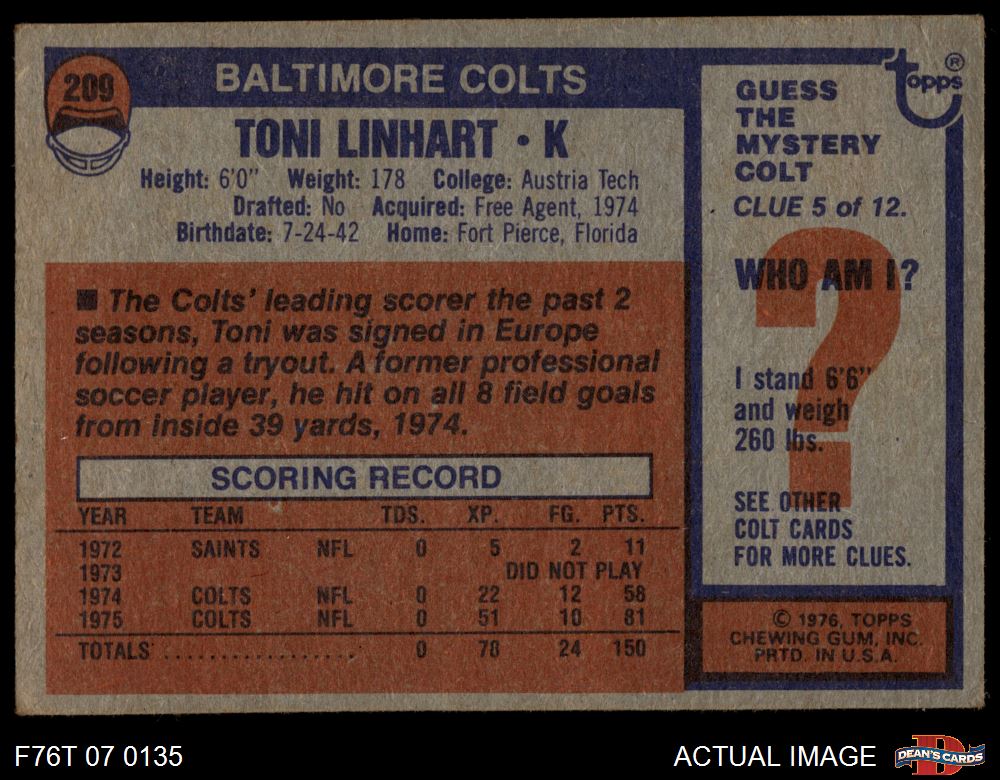 209
BALTIMORE COLTS
TONI LINHART • K
Height: 6'0" Weight: 178 College: Austria Tech
Drafted: No Acquired: Free Agent, 1974
Birthdate: 7-24-42 Home: Fort Pierce, Florida
■ The Colts' leading scorer the past 2
seasons, Toni was signed in Europe
following a tryout. A former professional
soccer player, he hit on all 8 field goals
from inside 39 yards, 1974.
SCORING RECORD
YEAR TEAM TDS. XP. FG. PTS.
1972 SAINTS NFL 0 5 2 11
1973 DID NOT PLAY
1974 COLTS NFL 0 22 12 58
1975 COLTS NFL 0 51 10 81
TOTALS 0 78 24 150
topps®
GUESS
THE
MYSTERY
COLT
CLUE 5 of 12.
WHO AM I?
?
I stand 6'6"
and weigh
260 lbs.
SEE OTHER
COLT CARDS
FOR MORE CLUES.
© 1976, TOPPS
CHEWING GUM, INC.
PRTD. IN U.S.A.
F76T 07 0135
ACTUAL IMAGE
D
DEAN'S CARDS